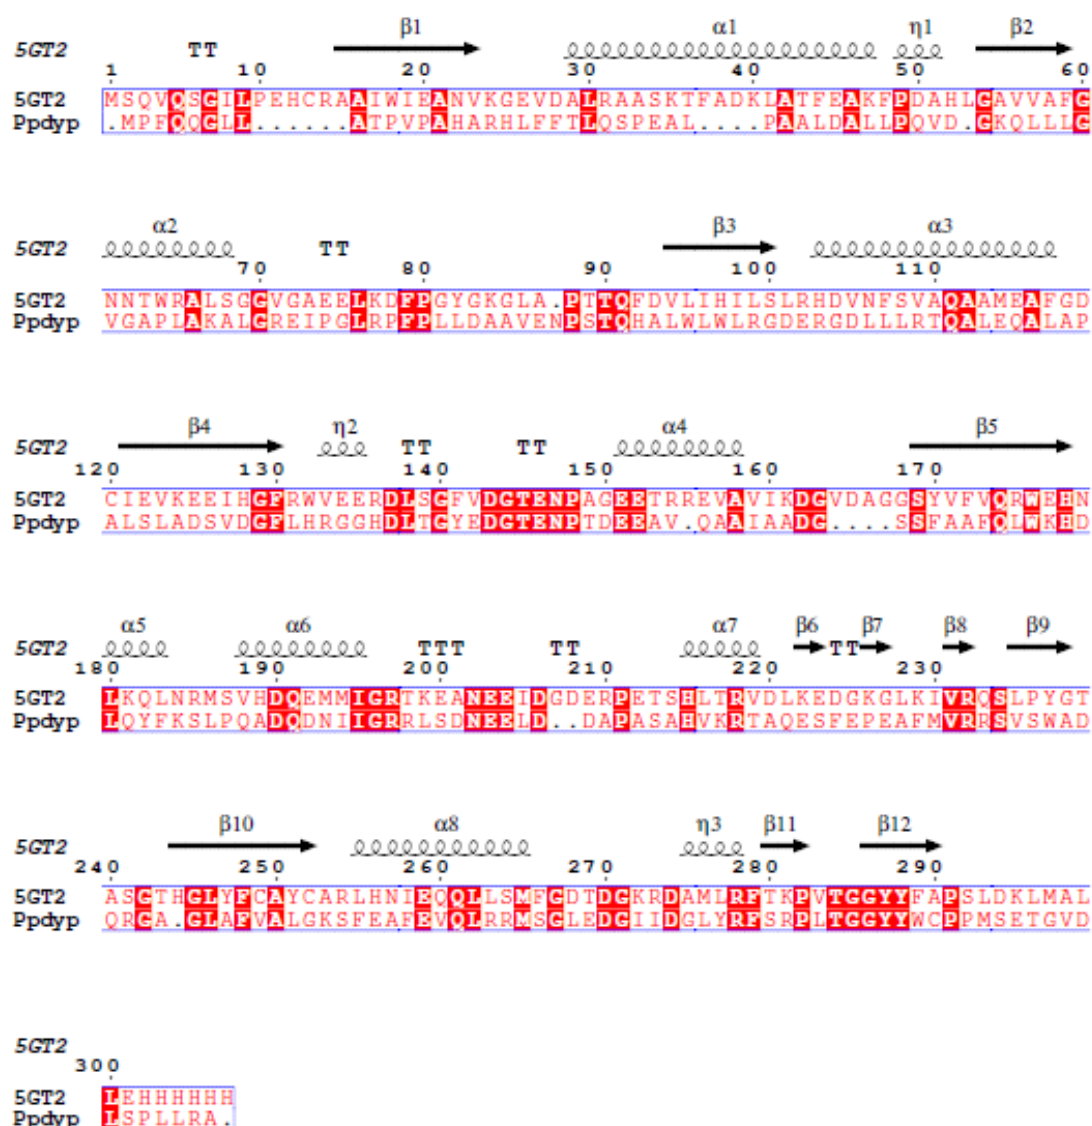 β1 α1 η1 β2
5GT2 TT
1 10 20 30 40 50 60
5GT2 MSQVQSGILPEHCRAAIWIEANVKGEVDALRAASKTFADKLATFEAKFPDAHLGAVVAFG
Ppdyp .MPFQQGLL......ATPVPAHARHLFFTLQSPEAL....PAALDALLPQVD.GKQLLLG
α2 β3 α3
5GT2 TT
70 80 90 100 110
5GT2 NNTWRALSGGVGAEELKDFPGYGKGLA.PTTQFDVLIHILSLRHDVNFSVAQAAMEAFGD
Ppdyp VGAPLAKALGREIPGLRPFPLLDAAVENPSTQHALWLWLRGDERGDLLLRTQALEQALAP
β4 η2 α4 β5
5GT2 TT TT
120 130 140 150 160 170
5GT2 CIEVKEEIHGFRWVEERDLSGFVDGTENPAGEETRREVAVIKDGVDAGGSYVFVQRWEHN
Ppdyp ALSLADSVDGFLHRGGHDLTGYEDGTENPTDEEAV.QAAIAADG....SSFAAFQLWKHD
α5 α6 α7 β6 β7 β8 β9
5GT2 TTT TT TT
180 190 200 210 220 230
5GT2 LKQLNRMSVHDQEMMIGRTKEANEEIDGDERPETSHLTRVDLKEDGKGLKIVRQSLPYGT
Ppdyp LQYFKSLPQADQDNIIGRRLSDNEELD..DAPASAHVKRTAQESFEPEAFMVRRSVSWAD
β10 α8 η3 β11 β12
5GT2
240 250 260 270 280 290
5GT2 ASGTHGLYFCAYCARLHNIEQQLLSMFGDTDGKRDAMLRFTKPVTGGYYFAPSLDKLMAL
Ppdyp QRGA.GLAFVALGKSFEAFEVQLRRMSGLEDGIIDGLYRFSRPLTGGYYWCPPMSETGVD
5GT2
300
5GT2 LEHHHHHH
Ppdyp LSPLLRA.